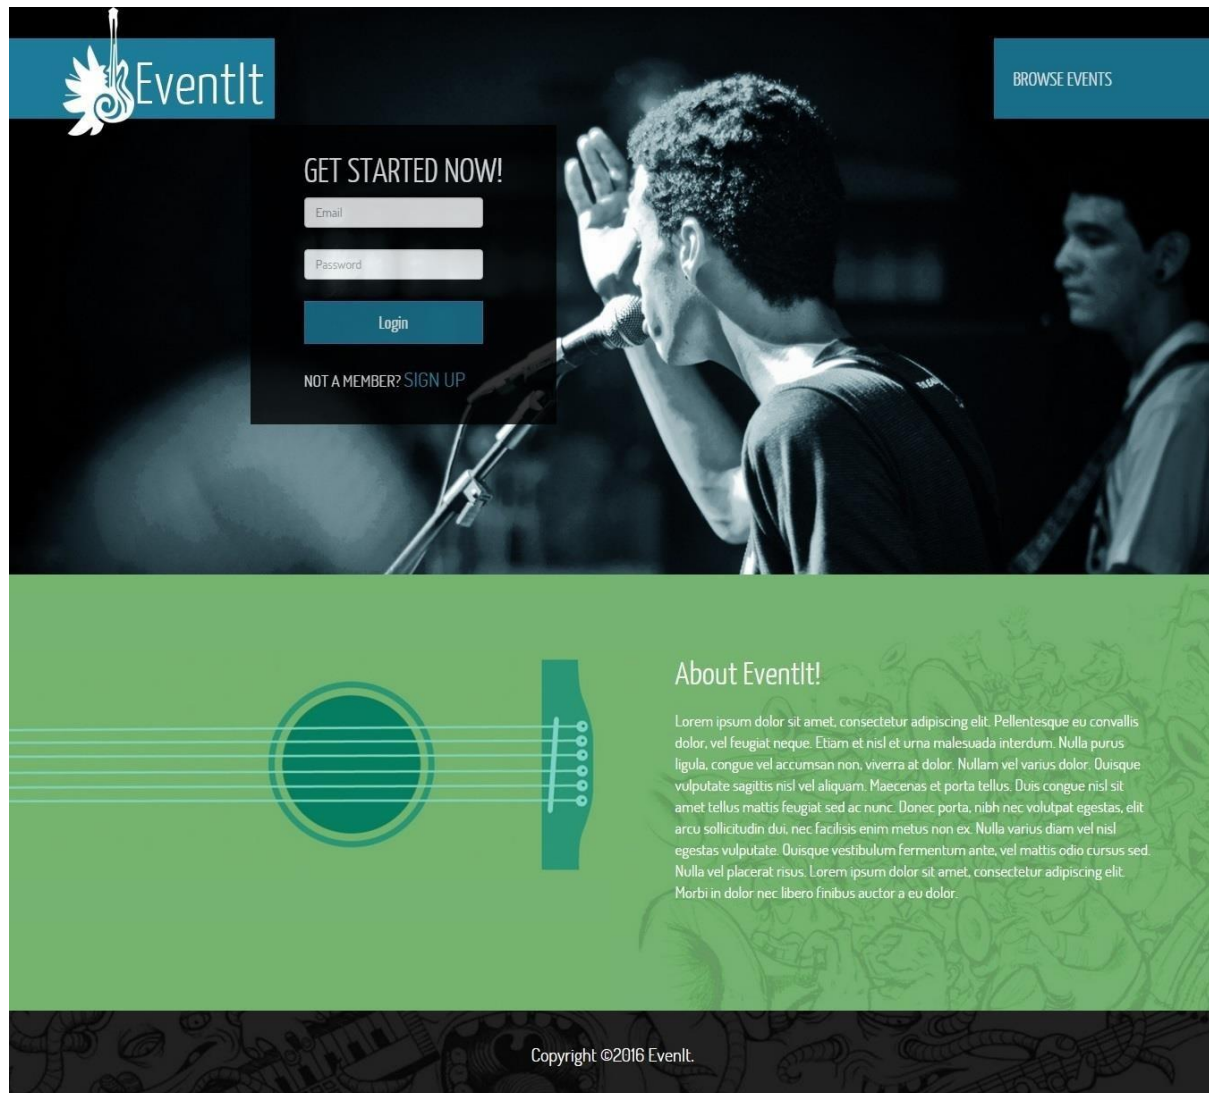 EventIt
BROWSE EVENTS
GET STARTED NOW!
Email
Password
Login
NOT A MEMBER? SIGN UP
About EventIt!
Lorem ipsum dolor sit amet, consectetur adipiscing elit. Pellentesque eu convallis
dolor, vel feugiat neque. Etiam et nisl et urna malesuada interdum. Nulla purus
ligula, congue vel accumsan non, viverra at dolor. Nullam vel varius dolor. Quisque
vulputate sagittis nisl vel aliquam. Maecenas et porta tellus. Duis congue nisl sit
amet tellus mattis feugiat sed ac nunc. Donec porta, nibh nec volutpat egestas, elit
arcu sollicitudin dui, nec facilisis enim metus non ex. Nulla varius diam vel nisl
egestas vulputate. Quisque vestibulum fermentum ante, vel mattis odio cursus sed.
Nulla vel placerat risus. Lorem ipsum dolor sit amet, consectetur adipiscing elit.
Morbi in dolor nec libero finibus auctor a eu dolor.
Copyright ©2016 EvenIt.